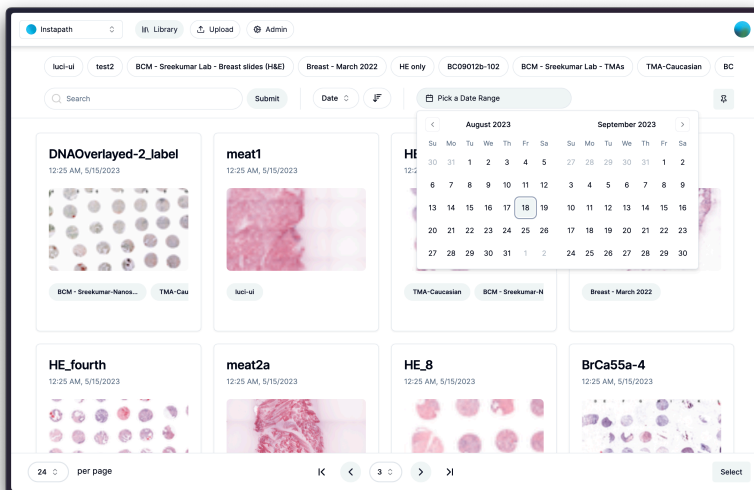 Instapath Library Upload Admin
luci-ui test2 BCM - Sreekumar Lab - Breast slides (H&E) Breast - March 2022 HE only BC09012b-102 BCM - Sreekumar Lab - TMAs TMA-Caucasian BC
Search Submit Date Pick a Date Range
August 2023 September 2023
Su Mo Tu We Th Fr Sa Su Mo Tu We Th Fr Sa
30 31 1 2 3 4 5 27 28 29 30 31 1 2
6 7 8 9 10 11 12 3 4 5 6 7 8 9
13 14 15 16 17 18 19 10 11 12 13 14 15 16
20 21 22 23 24 25 26 17 18 19 20 21 22 23
27 28 29 30 31 1 2 24 25 26 27 28 29 30
DNAOverlayed-2_label meat1 HE
12:25 AM, 5/15/2023 12:25 AM, 5/15/2023
BCM - Sreekumar-Nanos... TMA-Cau luci-ui TMA-Caucasian BCM - Sreekumar-N Breast - March 2022
HE_fourth meat2a HE_8 BrCa55a-4
12:25 AM, 5/15/2023 12:25 AM, 5/15/2023 12:25 AM, 5/15/2023 12:25 AM, 5/15/2023
24 per page 3 Select